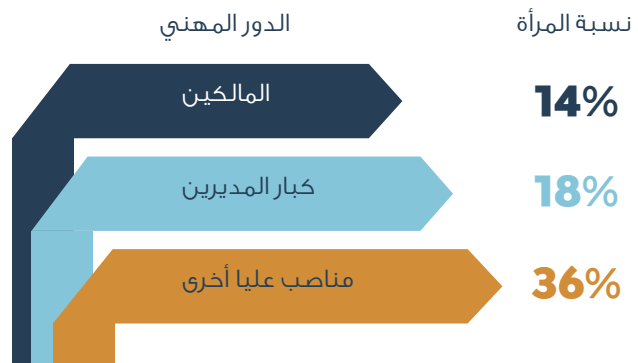 الدور المهني
نسبة المرأة
المالكين
14%
كبار المديرين
18%
مناصب عليا أخرى
36%